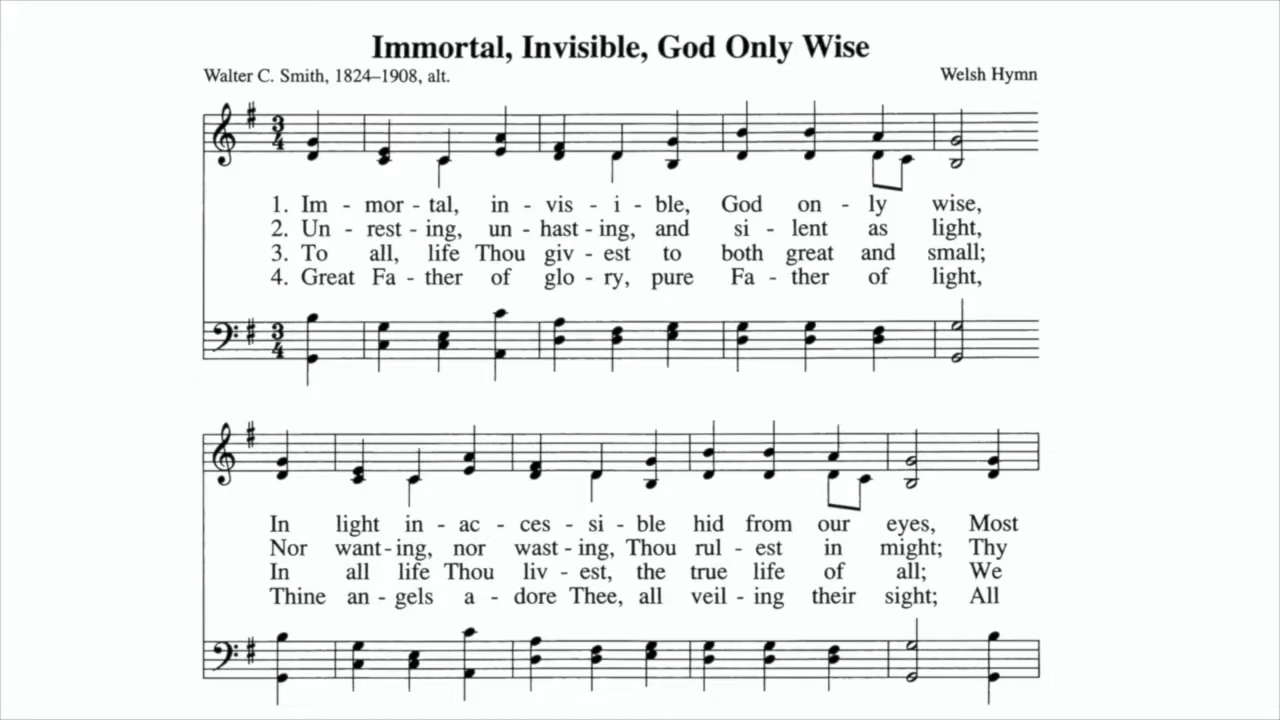 Immortal, Invisible, God Only Wise
Walter C. Smith, 1824–1908, alt. Welsh Hymn
3
4
1. Im - mor - tal, in - vis - i - ble, God on - ly wise,
2. Un - rest - ing, un - hast - ing, and si - lent as light,
3. To all, life Thou giv - est to both great and small;
4. Great Fa - ther of glo - ry, pure Fa - ther of light,
3
4
In light in - ac - ces - si - ble hid from our eyes, Most
Nor want - ing, nor wast - ing, Thou rul - est in might; Thy
In all life Thou liv - est, the true life of all; We
Thine an - gels a - dore Thee, all veil - ing their sight; All